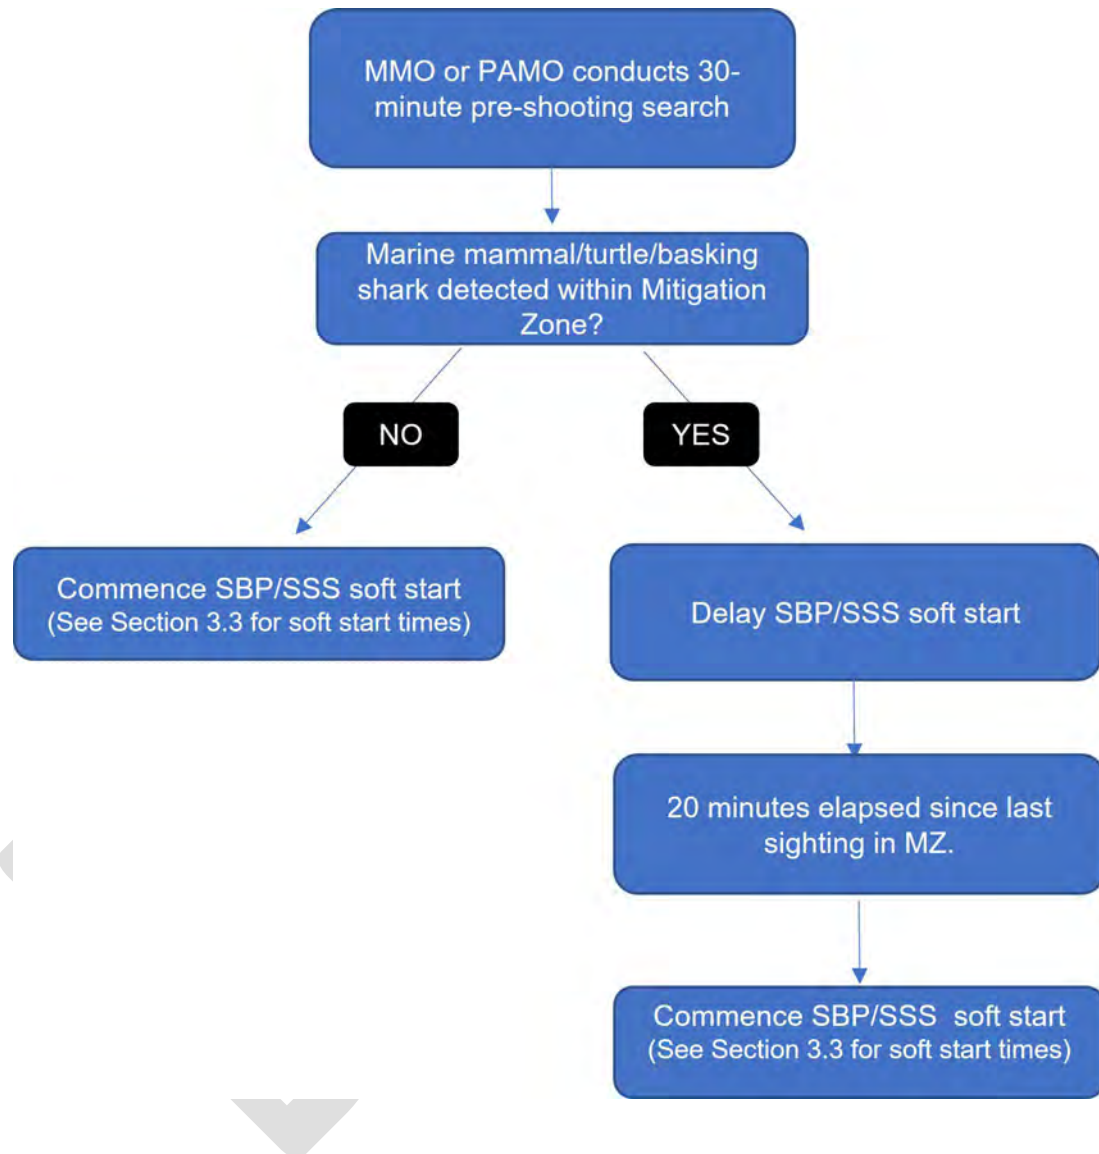 MMO or PAMO conducts 30-
minute pre-shooting search
Marine mammal/turtle/basking
shark detected within Mitigation
Zone?
NO
YES
Commence SBP/SSS soft start
(See Section 3.3 for soft start times)
Delay SBP/SSS soft start
20 minutes elapsed since last
sighting in MZ.
Commence SBP/SSS soft start
(See Section 3.3 for soft start times)